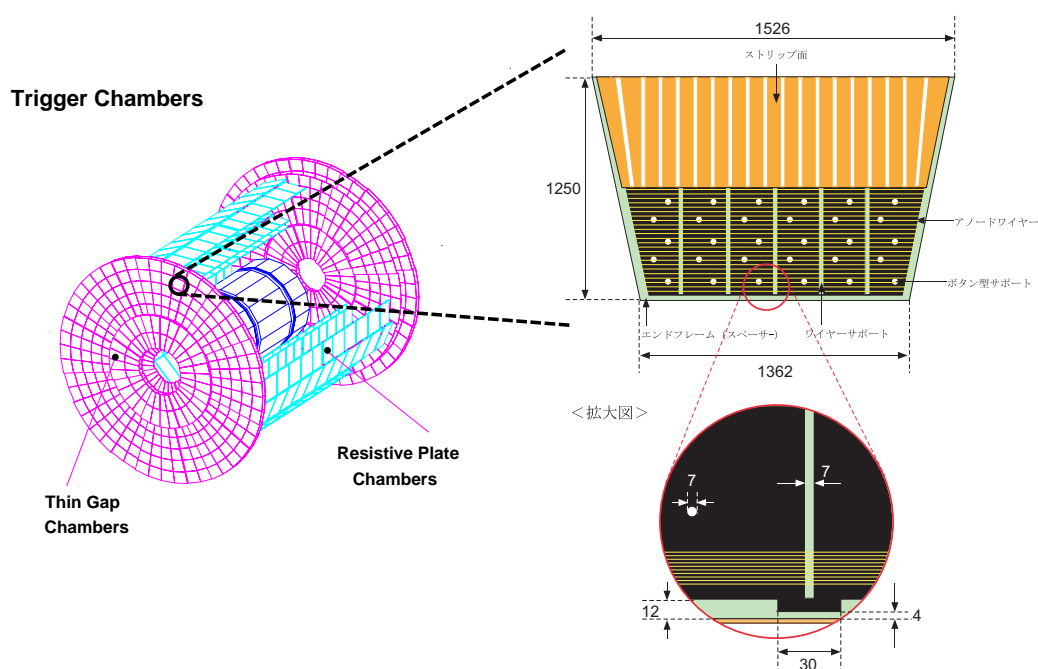 Trigger Chambers
Resistive Plate
Chambers
Thin Gap
Chambers
1526
ストリップ面
1250
アノードワイヤー
ボタン型サポート
エンドフレーム (スペーサー)
ワイヤーサポート
1362
＜拡大図＞
7
7
12
4
30